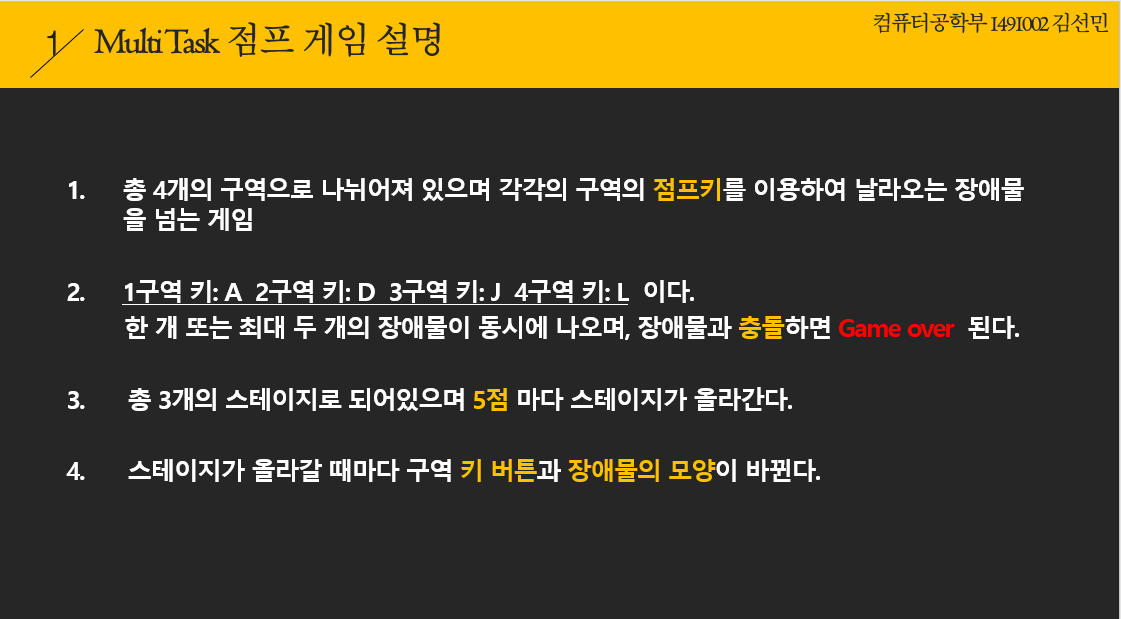 1 Multi Task 점프 게임 설명
컴퓨터공학부 1491002 김선민
1. 총 4개의 구역으로 나뉘어져 있으며 각각의 구역의 점프키를 이용하여 날라오는 장애물
을 넘는 게임
2. 1구역 키: A 2구역 키: D 3구역 키: J 4구역 키: L 이다.
한 개 또는 최대 두 개의 장애물이 동시에 나오며, 장애물과 충돌하면 Game over 된다.
3. 총 3개의 스테이지로 되어있으며 5점 마다 스테이지가 올라간다.
4. 스테이지가 올라갈 때마다 구역 키 버튼과 장애물의 모양이 바뀐다.